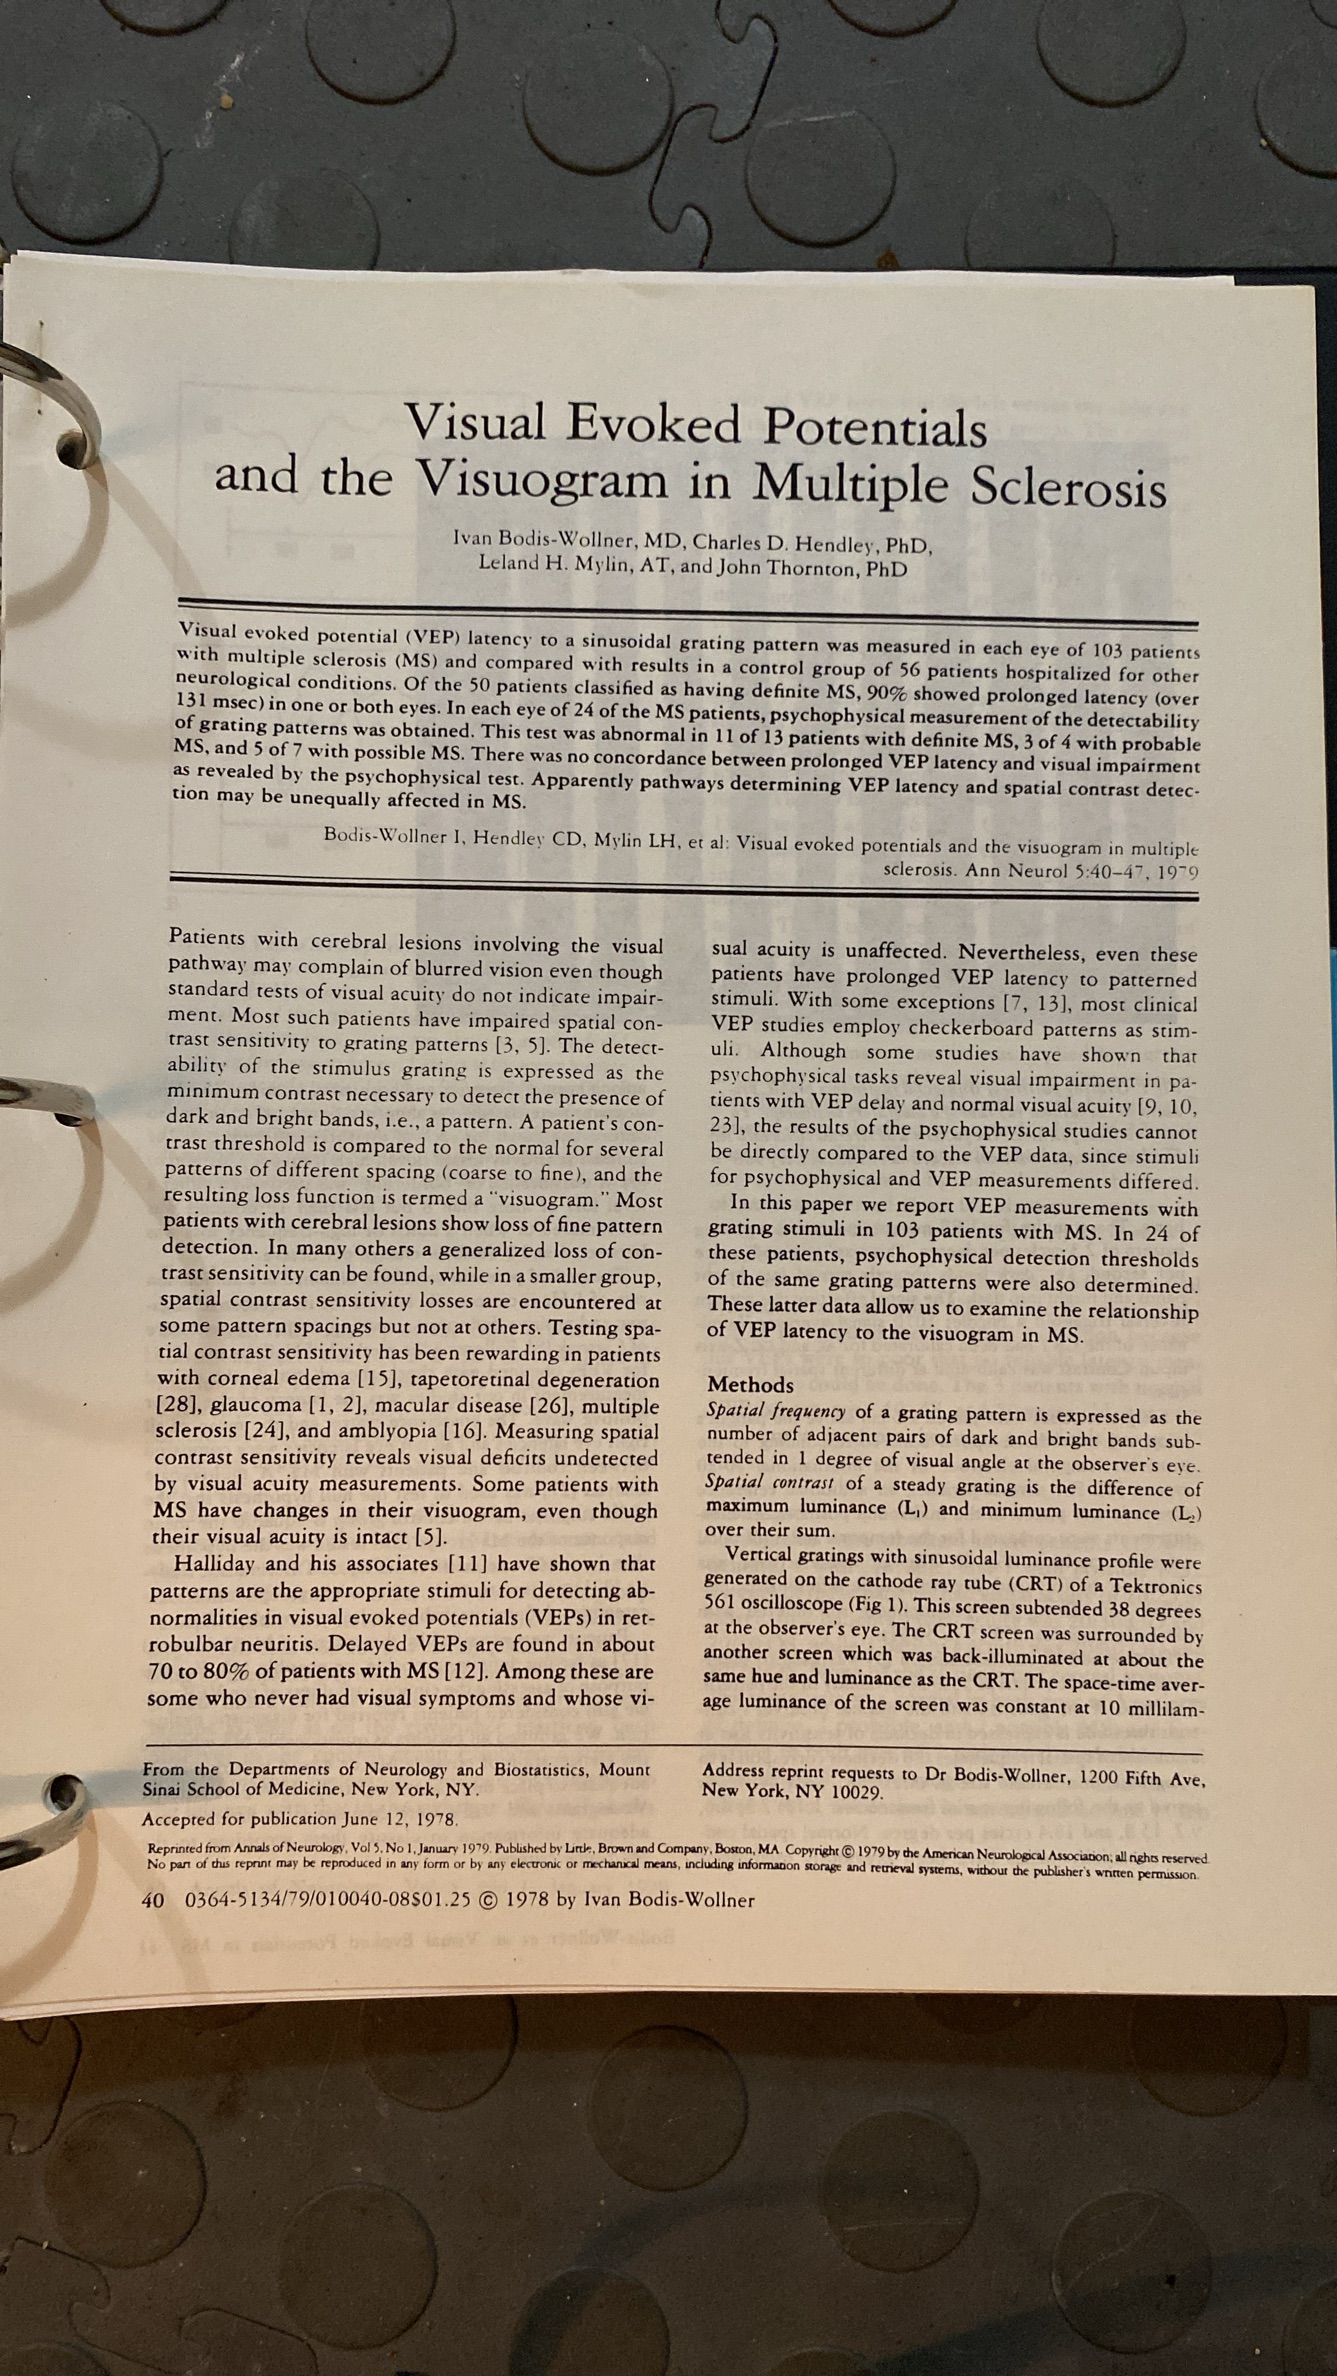 Visual Evoked Potentials
and the Visuogram in Multiple Sclerosis
Ivan Bodis-Wollner, MD, Charles D. Hendley, PhD,
Leland H. Mylin, AT, and John Thornton, PhD
Visual evoked potential (VEP) latency to a sinusoidal grating pattern was measured in each eye of 103 patients
with multiple sclerosis (MS) and compared with results in a control group of 56 patients hospitalized for other
neurological conditions. Of the 50 patients classified as having definite MS, 90% showed prolonged latency (over
131 msec) in one or both eyes. In each eye of 24 of the MS patients, psychophysical measurement of the detectability
of grating patterns was obtained. This test was abnormal in 11 of 13 patients with definite MS, 3 of 4 with probable
MS, and 5 of 7 with possible MS. There was no concordance between prolonged VEP latency and visual impairment
as revealed by the psychophysical test. Apparently pathways determining VEP latency and spatial contrast detec-
tion may be unequally affected in MS.
Bodis-Wollner I, Hendley CD, Mylin LH, et al: Visual evoked potentials and the visuogram in multiple
sclerosis. Ann Neurol 5:40–47, 1979
Patients with cerebral lesions involving the visual
pathway may complain of blurred vision even though
standard tests of visual acuity do not indicate impair-
ment. Most such patients have impaired spatial con-
trast sensitivity to grating patterns [3, 5]. The detect-
ability of the stimulus grating is expressed as the
minimum contrast necessary to detect the presence of
dark and bright bands, i.e., a pattern. A patient's con-
trast threshold is compared to the normal for several
patterns of different spacing (coarse to fine), and the
resulting loss function is termed a "visuogram." Most
patients with cerebral lesions show loss of fine pattern
detection. In many others a generalized loss of con-
trast sensitivity can be found, while in a smaller group,
spatial contrast sensitivity losses are encountered at
some pattern spacings but not at others. Testing spa-
tial contrast sensitivity has been rewarding in patients
with corneal edema [15], tapetoretinal degeneration
[28], glaucoma [1, 2], macular disease [26], multiple
sclerosis [24], and amblyopia [16]. Measuring spatial
contrast sensitivity reveals visual deficits undetected
by visual acuity measurements. Some patients with
MS have changes in their visuogram, even though
their visual acuity is intact [5].
Halliday and his associates [11] have shown that
patterns are the appropriate stimuli for detecting ab-
normalities in visual evoked potentials (VEPs) in ret-
robulbar neuritis. Delayed VEPs are found in about
70 to 80% of patients with MS [12]. Among these are
some who never had visual symptoms and whose vi-
sual acuity is unaffected. Nevertheless, even these
patients have prolonged VEP latency to patterned
stimuli. With some exceptions [7, 13], most clinical
VEP studies employ checkerboard patterns as stim-
uli. Although some studies have shown that
psychophysical tasks reveal visual impairment in pa-
tients with VEP delay and normal visual acuity [9, 10,
23], the results of the psychophysical studies cannot
be directly compared to the VEP data, since stimuli
for psychophysical and VEP measurements differed.
In this paper we report VEP measurements with
grating stimuli in 103 patients with MS. In 24 of
these patients, psychophysical detection thresholds
of the same grating patterns were also determined.
These latter data allow us to examine the relationship
of VEP latency to the visuogram in MS.
Methods
Spatial frequency of a grating pattern is expressed as the
number of adjacent pairs of dark and bright bands sub-
tended in 1 degree of visual angle at the observer's eye.
Spatial contrast of a steady grating is the difference of
maximum luminance (L₁) and minimum luminance (L₂)
over their sum.
Vertical gratings with sinusoidal luminance profile were
generated on the cathode ray tube (CRT) of a Tektronics
561 oscilloscope (Fig 1). This screen subtended 38 degrees
at the observer's eye. The CRT screen was surrounded by
another screen which was back-illuminated at about the
same hue and luminance as the CRT. The space-time aver-
age luminance of the screen was constant at 10 millilam-
From the Departments of Neurology and Biostatistics, Mount
Sinai School of Medicine, New York, NY.
Accepted for publication June 12, 1978.
Address reprint requests to Dr Bodis-Wollner, 1200 Fifth Ave,
New York, NY 10029.
Reprinted from Annals of Neurology, Vol 5, No 1, January 1979. Published by Little, Brown and Company, Boston, MA. Copyright © 1979 by the American Neurological Association; all rights reserved.
No part of this reprint may be reproduced in any form or by any electronic or mechanical means, including information storage and retrieval systems, without the publisher's written permission.
40 0364-5134/79/010040-08$01.25 © 1978 by Ivan Bodis-Wollner